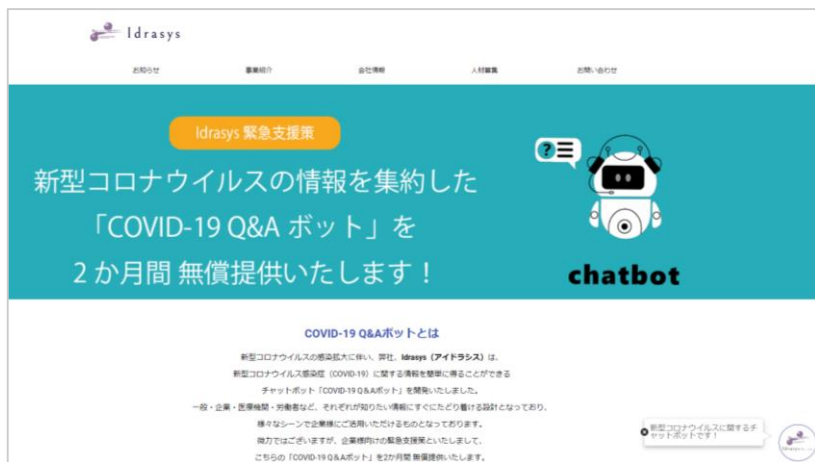 Idrasys
お知らせ
事業紹介
会社情報
人材募集
お問い合わせ
Idrasys 緊急支援策
新型コロナウイルスの情報を集約した
「COVID-19 Q&A ボット」を
2 か月間 無償提供いたします！
?
chatbot
COVID-19 Q&Aボットとは
新型コロナウイルスの感染拡大に伴い、弊社、Idrasys（アイドラシス）は、
新型コロナウイルス感染症（COVID-19）に関する情報を簡単に得ることができる
チャットボット「COVID-19 Q＆Aボット」を開発いたしました。
一般・企業・医療機関・労働者など、それぞれが知りたい情報にすぐにたどり着ける設計となっており、
様々なシーンで企業様にご活用いただけるものとなっております。
微力ではございますが、企業様向けの緊急支援策といたしまして、
こちらの「COVID-19 Q＆Aボット」を2か月間 無償提供いたします。
新型コロナウイルスに関するチ
ャットボットです！